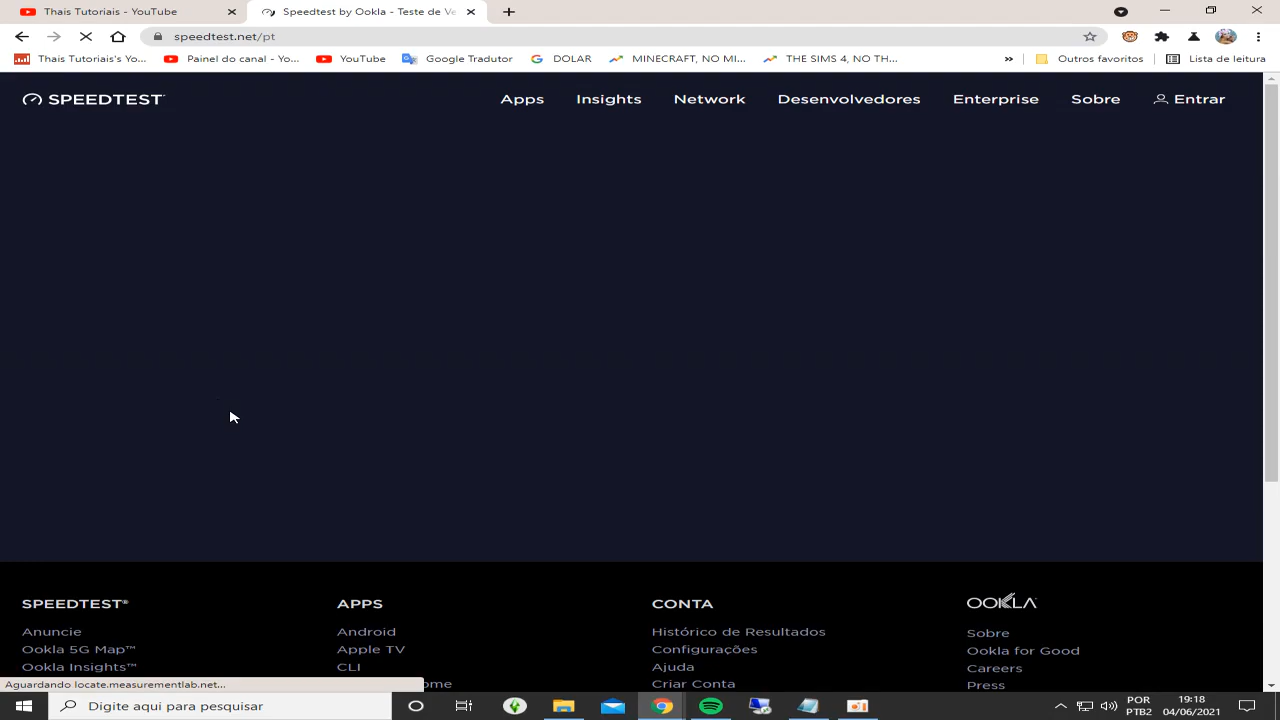 Thais Tutoriais - YouTube
Speedtest by Ookla - Teste de Ve
speedtest.net/pt
Thais Tutoriais's Yo...
Painel do canal - Yo...
YouTube
Google Tradutor
DOLAR
MINECRAFT, NO MI...
THE SIMS 4, NO TH...
»
Outros favoritos
Lista de leitura
SPEEDTEST
Apps
Insights
Network
Desenvolvedores
Enterprise
Sobre
Entrar
SPEEDTEST®
Anuncie
Ookla 5G Map™
Ookla Insights™
APPS
Android
Apple TV
CLI
ome
CONTA
Histórico de Resultados
Configurações
Ajuda
Criar Conta
OOKLA
Sobre
Ookla for Good
Careers
Press
Aguardando locate.measurementlab.net...
Digite aqui para pesquisar
POR
PTB2
19:18
04/06/2021